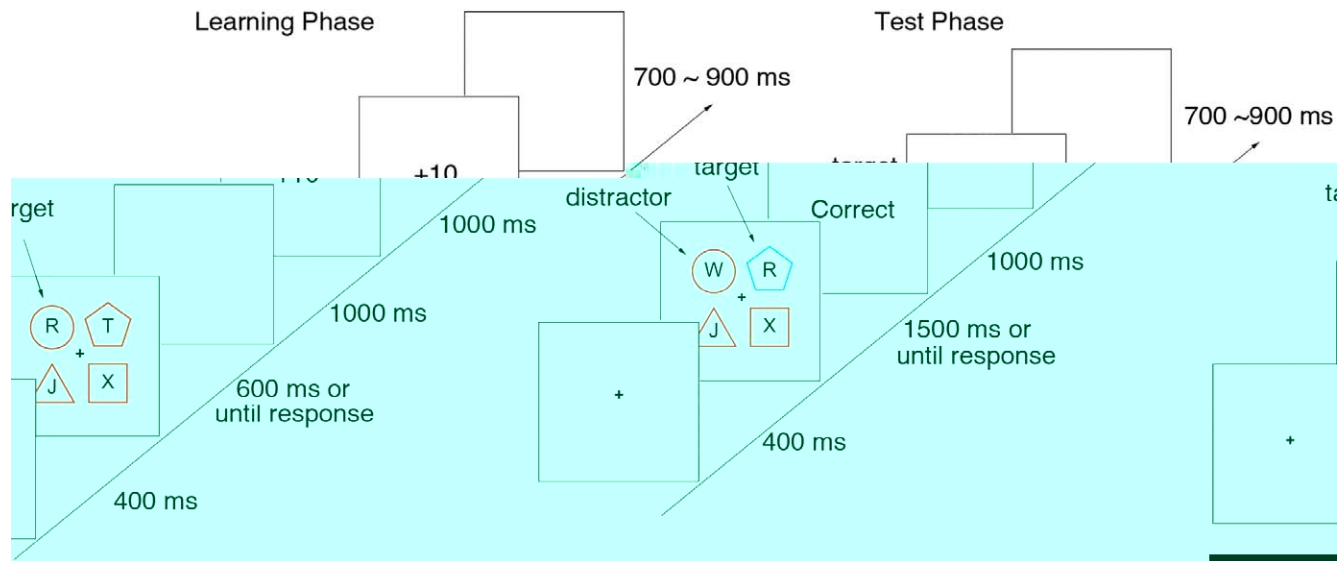 Learning Phase
Test Phase
700 ~ 900 ms
700 ~900 ms
+10
target
distractor
Correct
1000 ms
1000 ms
W
R
+
J
X
R
T
+
J
X
1000 ms
1500 ms or
until response
600 ms or
until response
+
+
400 ms
400 ms